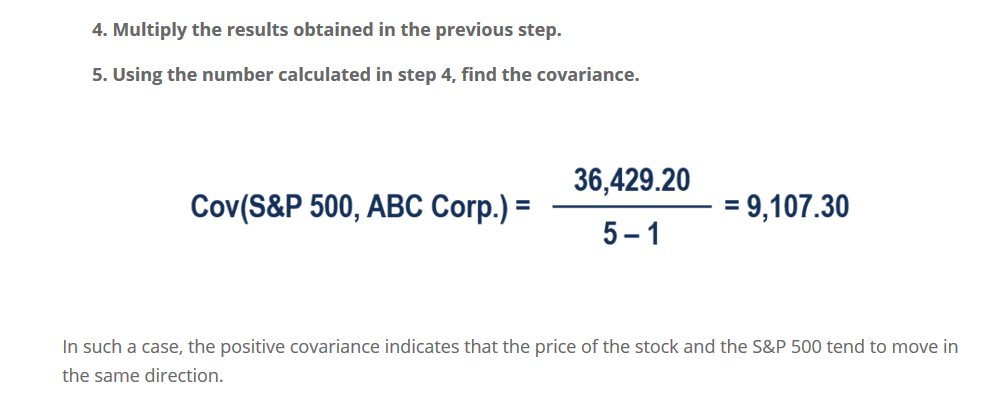 4. Multiply the results obtained in the previous step.
5. Using the number calculated in step 4, find the covariance.
Cov(S&P 500, ABC Corp.) = 36,429.20 / 5 – 1 = 9,107.30
In such a case, the positive covariance indicates that the price of the stock and the S&P 500 tend to move in
the same direction.